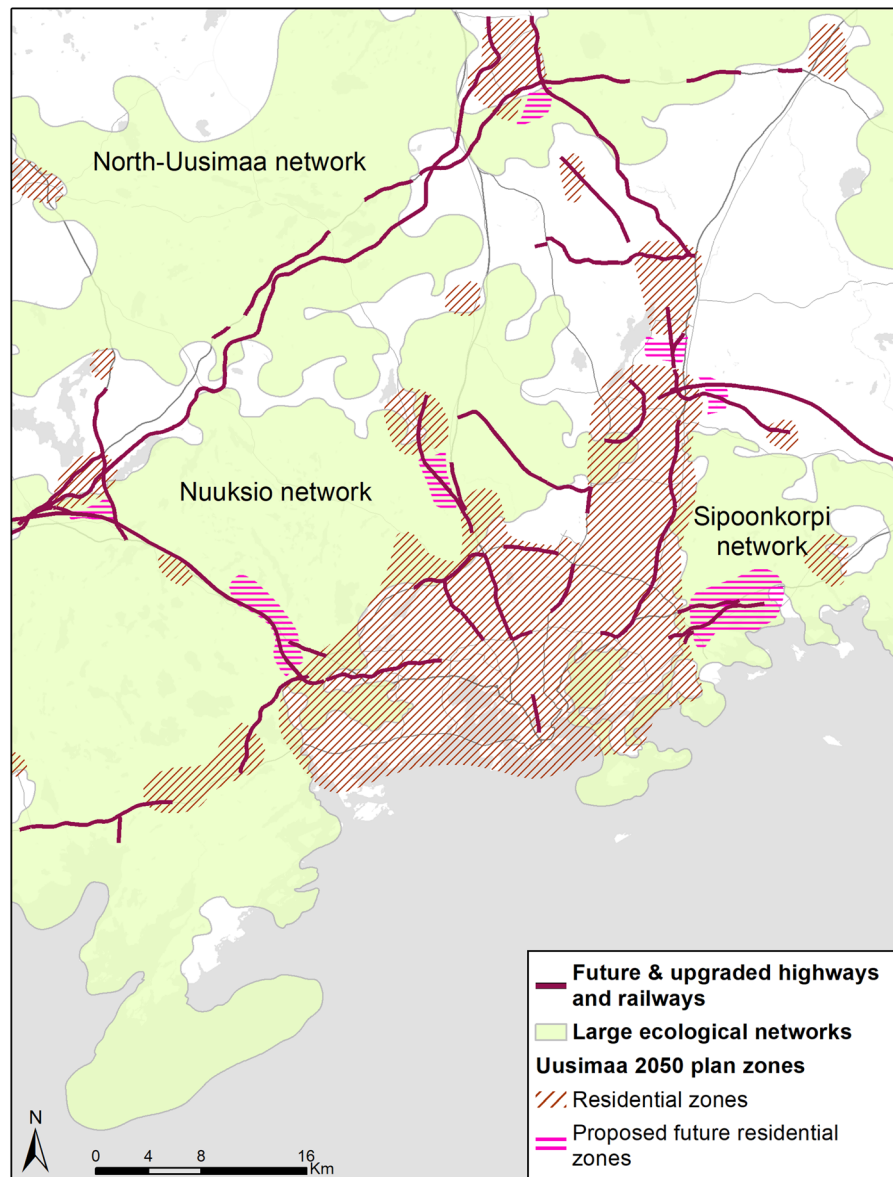 North-Uusimaa network
Nuuksio network
Sipoonkorpi
network
Future & upgraded highways
and railways
Large ecological networks
Uusimaa 2050 plan zones
Residential zones
Proposed future residential
zones
N
0 4 8 16
Km